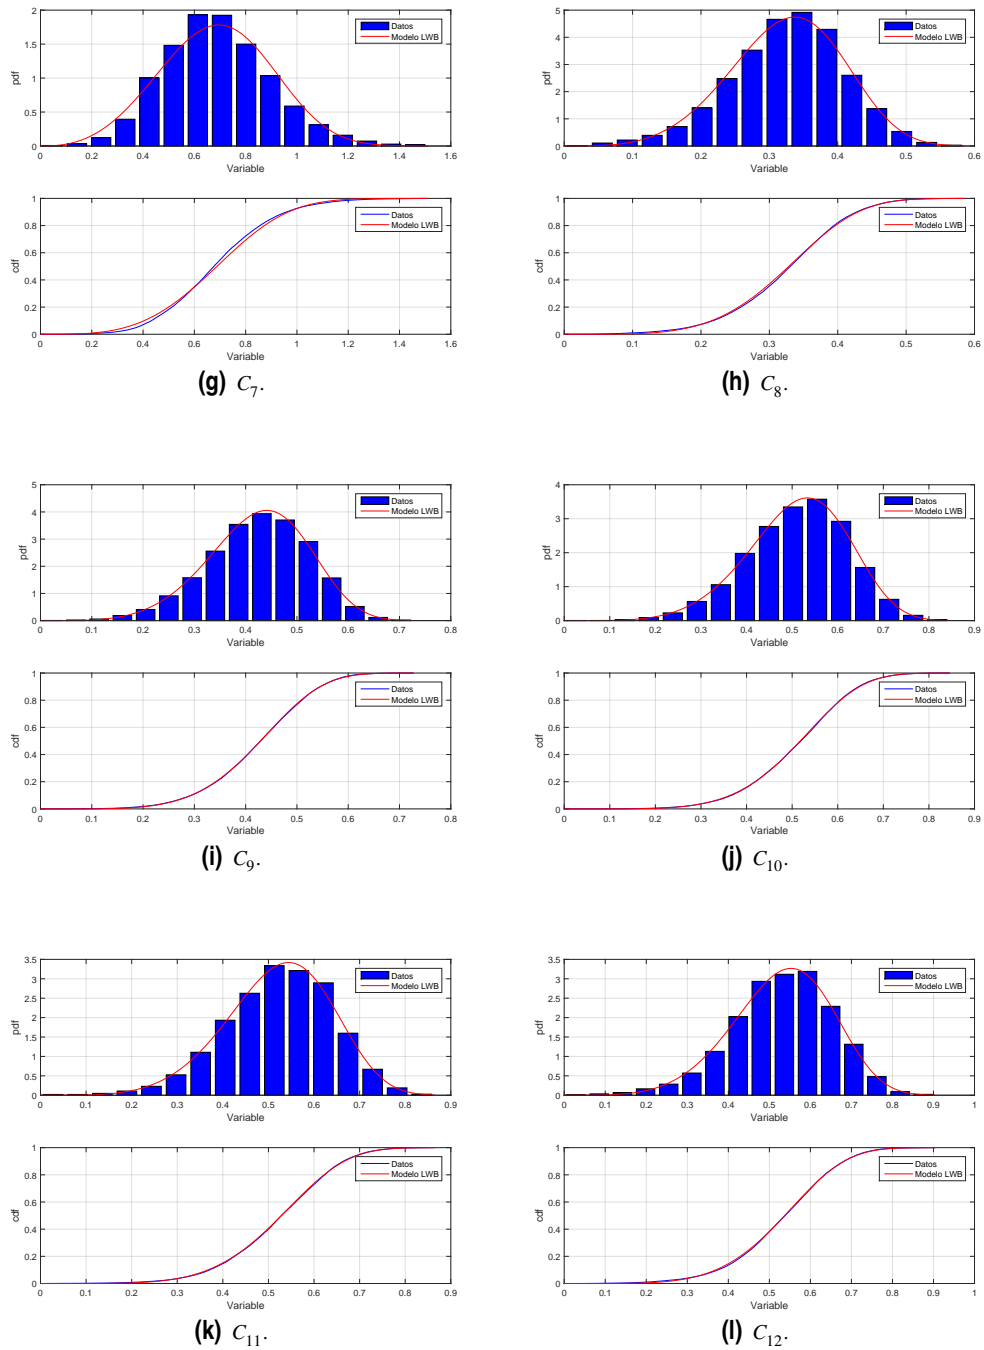 2
1.5
1
0.5
0
pdf
0 0.2 0.4 0.6 0.8 1 1.2 1.4 1.6
Variable
Datos
Modelo LWB
1
0.8
0.6
0.4
0.2
0
cdf
0 0.2 0.4 0.6 0.8 1 1.2 1.4 1.6
Variable
Datos
Modelo LWB
(g) C7.
5
4
3
2
1
0
pdf
0 0.1 0.2 0.3 0.4 0.5 0.6
Variable
Datos
Modelo LWB
1
0.8
0.6
0.4
0.2
0
cdf
0 0.1 0.2 0.3 0.4 0.5 0.6
Variable
Datos
Modelo LWB
(h) C8.
5
4
3
2
1
0
pdf
0 0.1 0.2 0.3 0.4 0.5 0.6 0.7 0.8
Variable
Datos
Modelo LWB
1
0.8
0.6
0.4
0.2
0
cdf
0 0.1 0.2 0.3 0.4 0.5 0.6 0.7 0.8
Variable
Datos
Modelo LWB
(i) C9.
4
3
2
1
0
pdf
0 0.1 0.2 0.3 0.4 0.5 0.6 0.7 0.8 0.9
Variable
Datos
Modelo LWB
1
0.8
0.6
0.4
0.2
0
cdf
0 0.1 0.2 0.3 0.4 0.5 0.6 0.7 0.8 0.9
Variable
Datos
Modelo LWB
(j) C10.
3.5
3
2.5
2
1.5
1
0.5
0
pdf
0 0.1 0.2 0.3 0.4 0.5 0.6 0.7 0.8 0.9
Variable
Datos
Modelo LWB
1
0.8
0.6
0.4
0.2
0
cdf
0 0.1 0.2 0.3 0.4 0.5 0.6 0.7 0.8 0.9
Variable
Datos
Modelo LWB
(k) C11.
3.5
3
2.5
2
1.5
1
0.5
0
pdf
0 0.1 0.2 0.3 0.4 0.5 0.6 0.7 0.8 0.9 1
Variable
Datos
Modelo LWB
1
0.8
0.6
0.4
0.2
0
cdf
0 0.1 0.2 0.3 0.4 0.5 0.6 0.7 0.8 0.9 1
Variable
Datos
Modelo LWB
(l) C12.